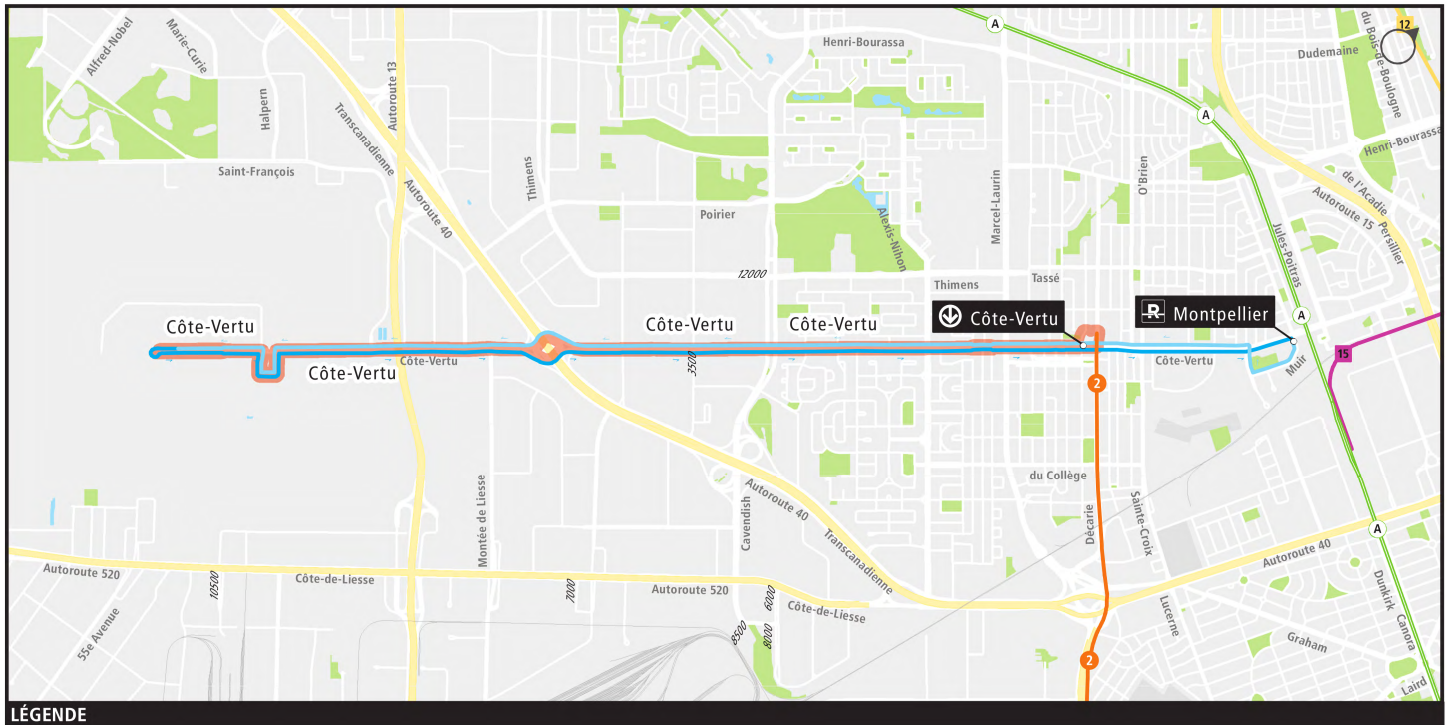 Alfred-Nobel
Marie-Curie
Halpern
Autoroute 13
Transcanadienne
Autoroute 40
Saint-François
Thimens
Henri-Bourassa
A
Dudemaine
du Bois-de-Boulogne
12
A
Henri-Bourassa
de l'Acadie
Autoroute 15
Persillier
Poirier
Alexis-Nihon
Marcel-Laurin
O'Brien
Jules-Poitras
12000
Thimens
Tassé
Côte-Vertu
Côte-Vertu
Côte-Vertu
Côte-Vertu
Montpellier
A
Côte-Vertu
Côte-Vertu
3500
Côte-Vertu
Muir
15
2
du Collège
Montée de Liesse
Cavendish
Autoroute 40
Transcanadienne
Décarie
Sainte-Croix
A
Autoroute 40
Autoroute 520
10500
Côte-de-Liesse
7000
Autoroute 520
6000
Côte-de-Liesse
8500
8000
55e Avenue
Lucerne
Graham
Dunkirk
Canora
Laird
2
LÉGENDE